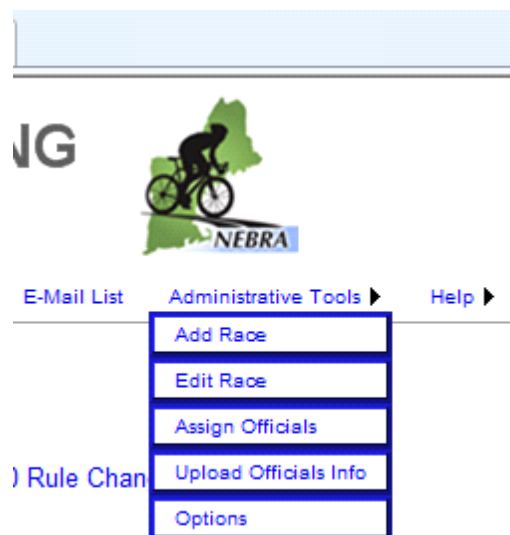 NG
NEBRA
E-Mail List Administrative Tools Help
Add Race
Edit Race
Assign Officials
Upload Officials Info
) Rule Chan
Options